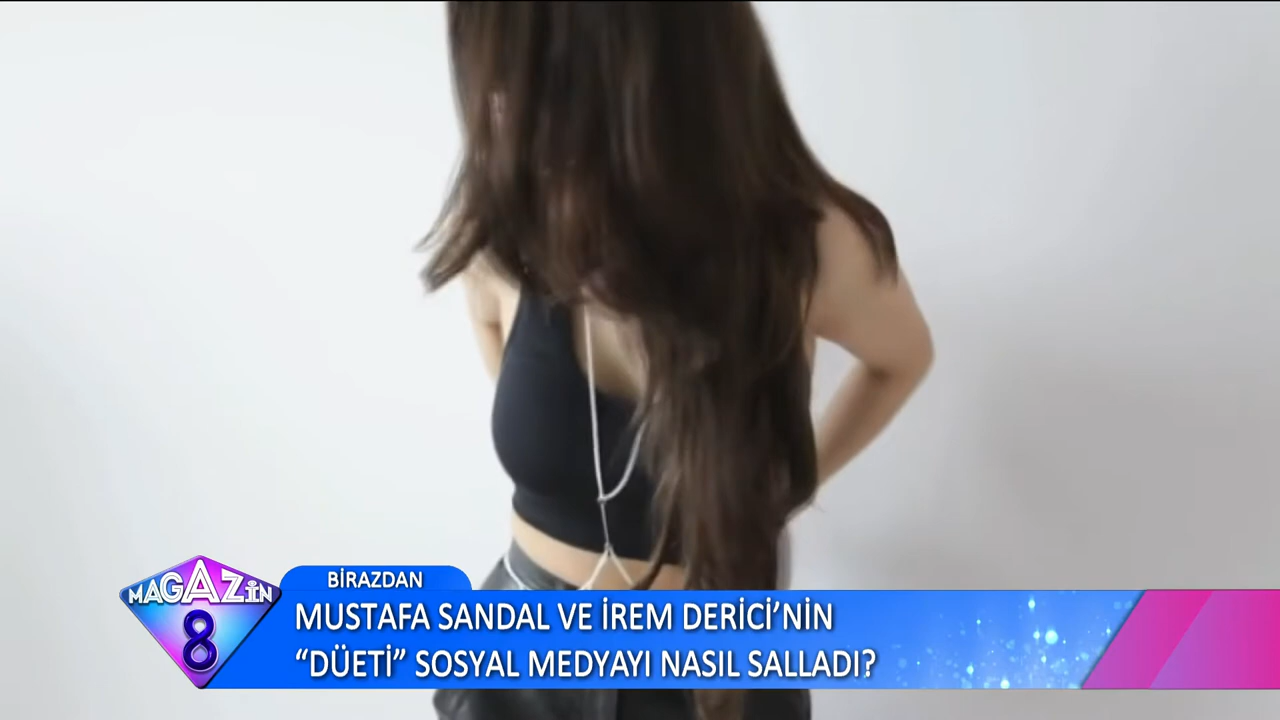 BİRAZDAN
MAGAZİN
8
MUSTAFA SANDAL VE İREM DERİCİ’NİN
“DÜETİ” SOSYAL MEDYAYI NASIL SALLADI?